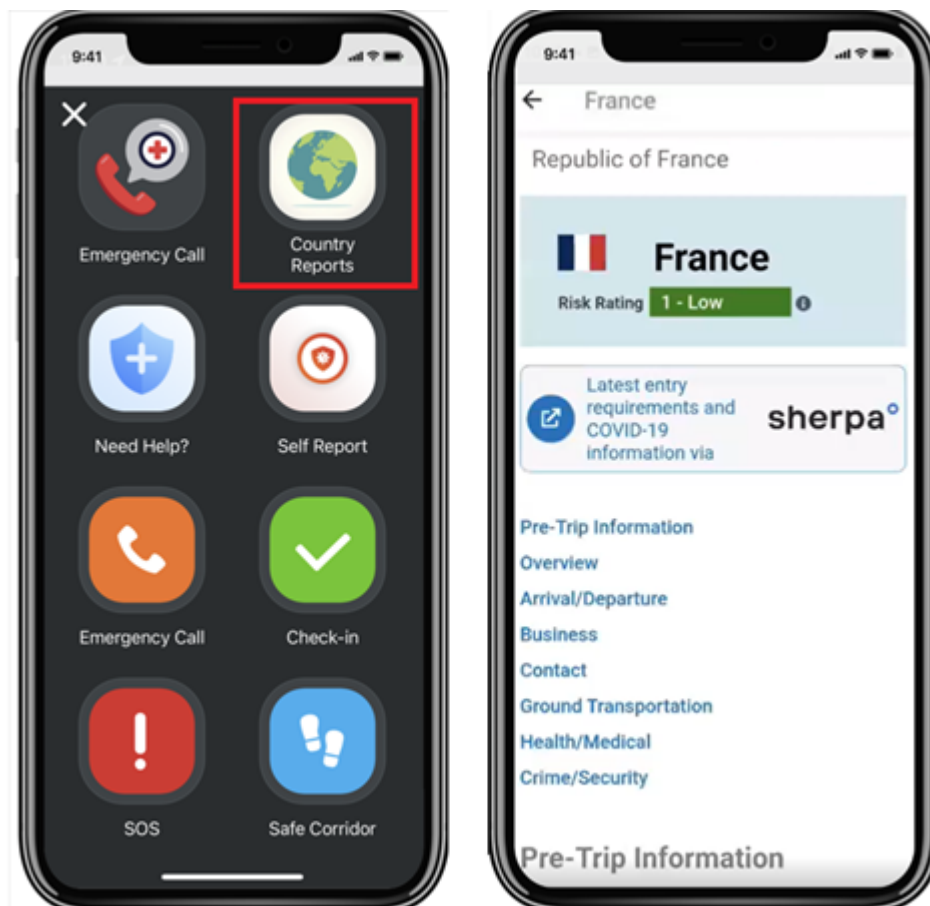 9:41
Emergency Call
Country
Reports
Need Help?
Self Report
Emergency Call
Check-in
SOS
Safe Corridor
9:41
France
Republic of France
France
Risk Rating 1 - Low
Latest entry
requirements and
COVID-19
information via
sherpa°
Pre-Trip Information
Overview
Arrival/Departure
Business
Contact
Ground Transportation
Health/Medical
Crime/Security
Pre-Trip Information